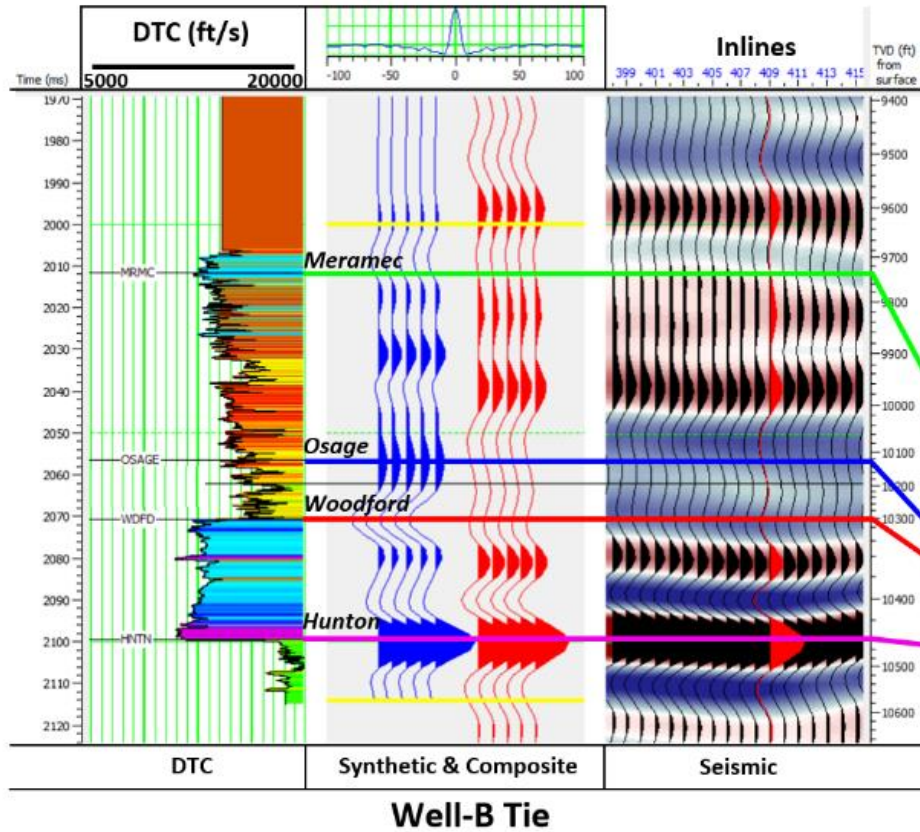 DTC (ft/s)
5000 20000
Time (ms)
-100 -50 0 50 100
Inlines
399 401 403 405 407 409 411 413 415
TVD (ft)
from
surface
1970
1980
1990
2000
2010
2020
2030
2040
2050
2060
2070
2080
2090
2100
2110
2120
MRMC
OSAGE
WDFD
HNTN
Meramec
Osage
Woodford
Hunton
9400
9500
9600
9700
9800
9900
10000
10100
10200
10300
10400
10500
10600
DTC
Synthetic & Composite
Seismic
Well-B Tie